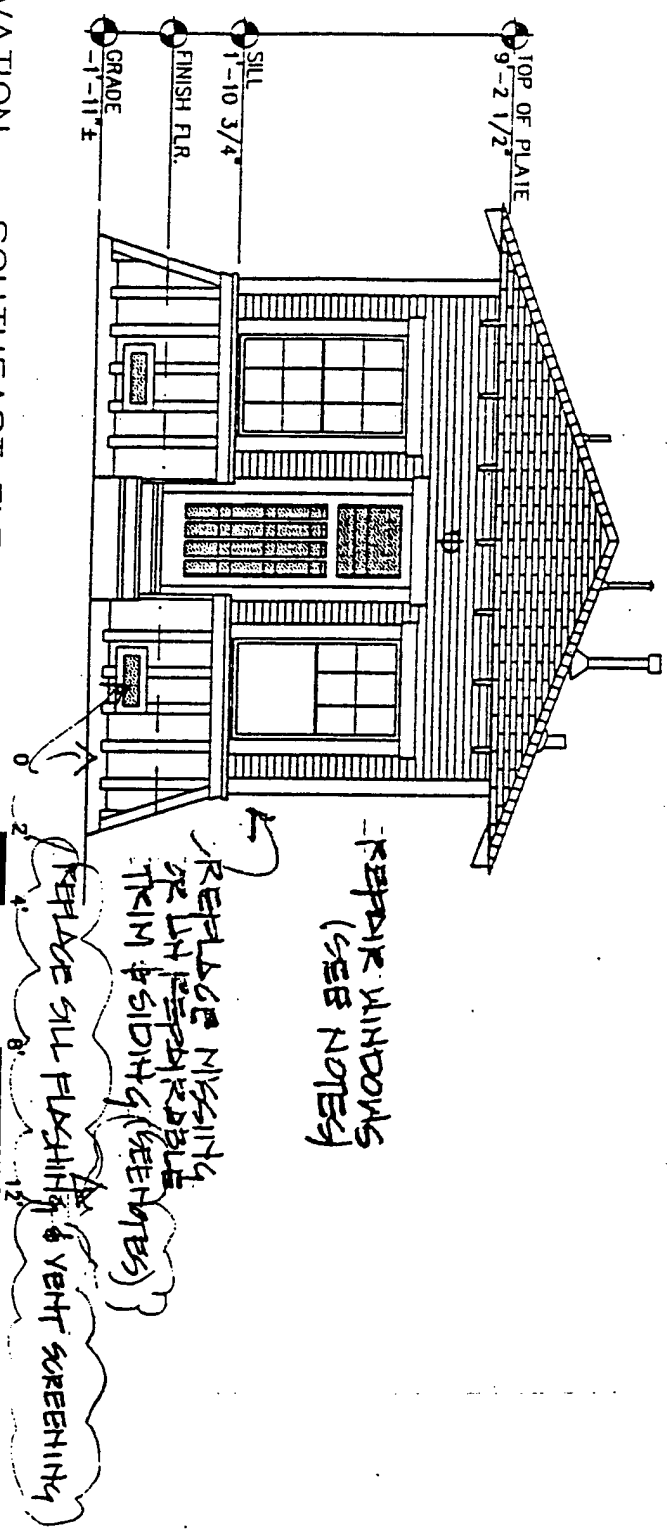 TOP OF PLATE
9'-2 1/2"
SILL
1'-10 3/4"
FINISH FLR.
GRADE
-1'-11"±
-REPAIR WINDOWS
(SEE NOTES)
REPLACE MISSING
OR UNREPAIRABLE
TRIM & SIDING (SEE NOTES)
REPLACE SILL FLASHING & VENT SCREENING
0 2' 4' 8' 12'